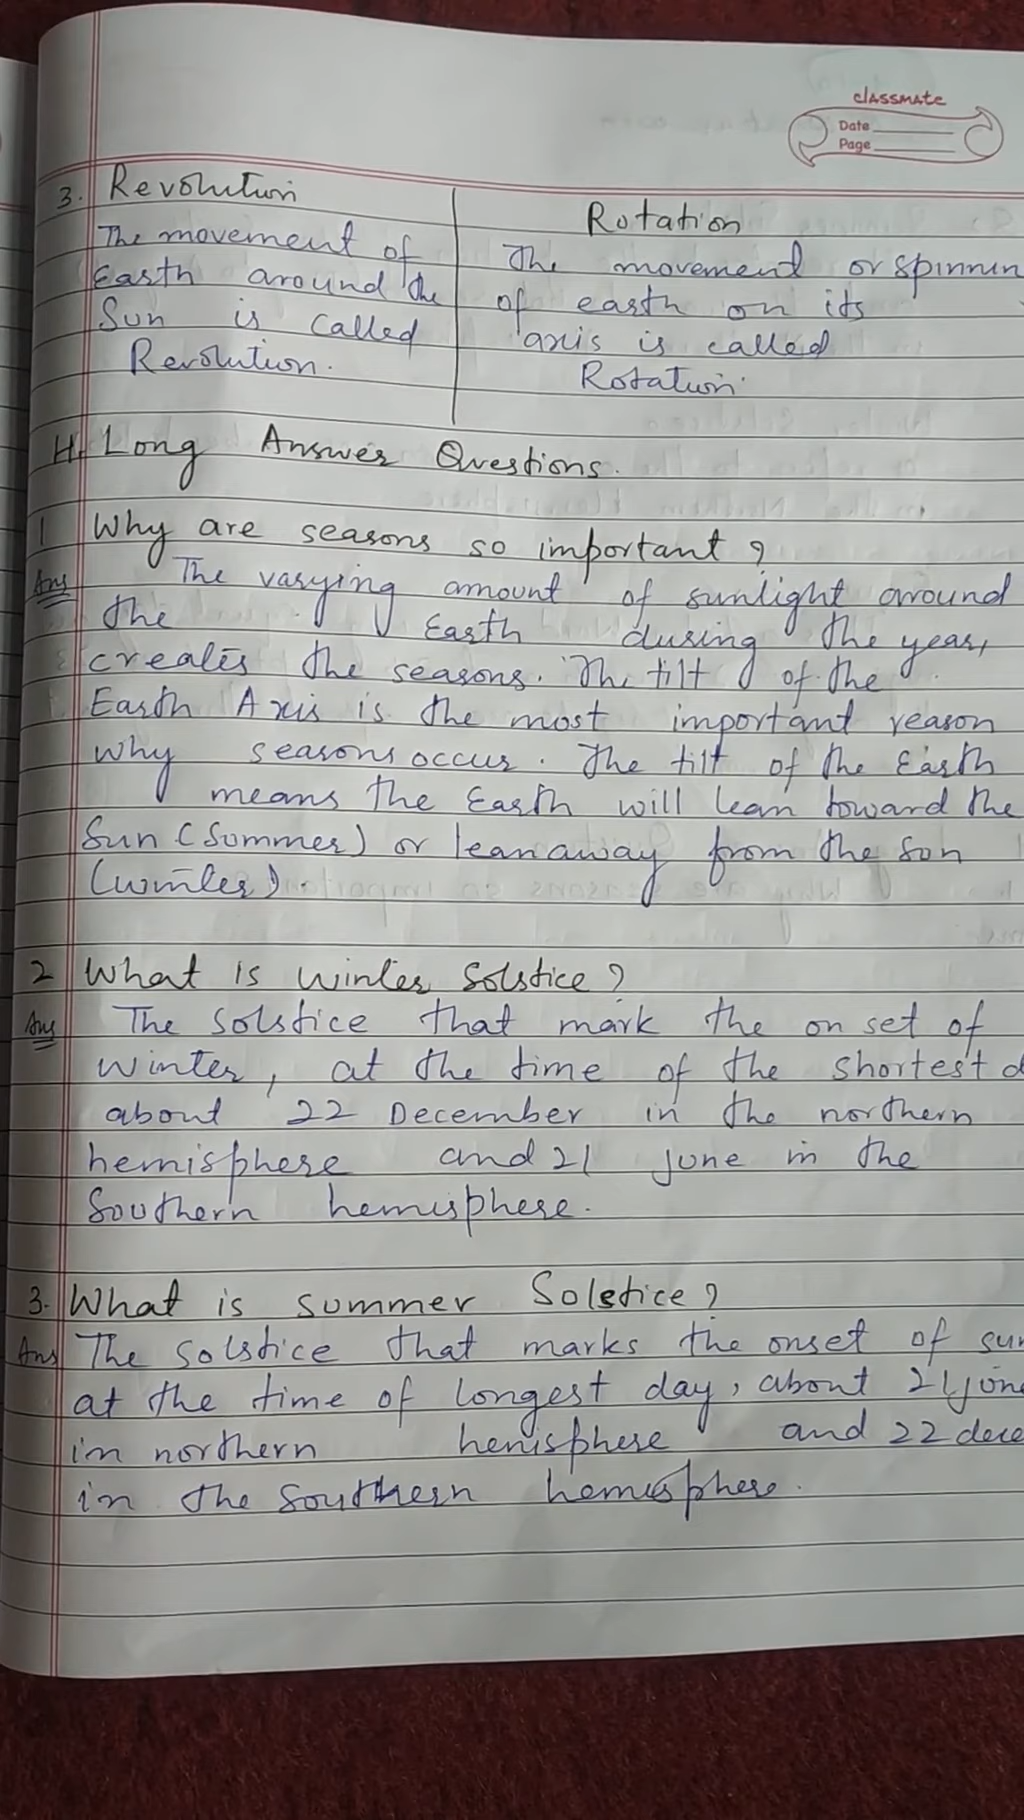 classmate
Date
Page
3. Revolution
The movement of
Earth around the
Sun is called
Revolution.
Rotation
The movement or spinnin
of earth on its
axis is called
Rotation.
H. Long Answer Questions.
1 Why are seasons so important?
Ans The varying amount of sunlight around
the Earth during the year,
creates the seasons. The tilt of the
Earth Axis is the most important reason
why seasons occur. The tilt of the Earth
means the Earth will lean toward the
Sun (Summer) or lean away from the Son
(winter).
2 What is winter Solstice?
Ans The Solstice that mark the on set of
winter, at the time of the shortest d
about 22 December in the northern
hemisphere and 21 June in the
Southern hemisphere.
3. What is summer Solstice?
Ans The solstice that marks the onset of sum
at the time of longest day, about 21 June
in northern hemisphere and 22 dece
in the Southern hemisphere.